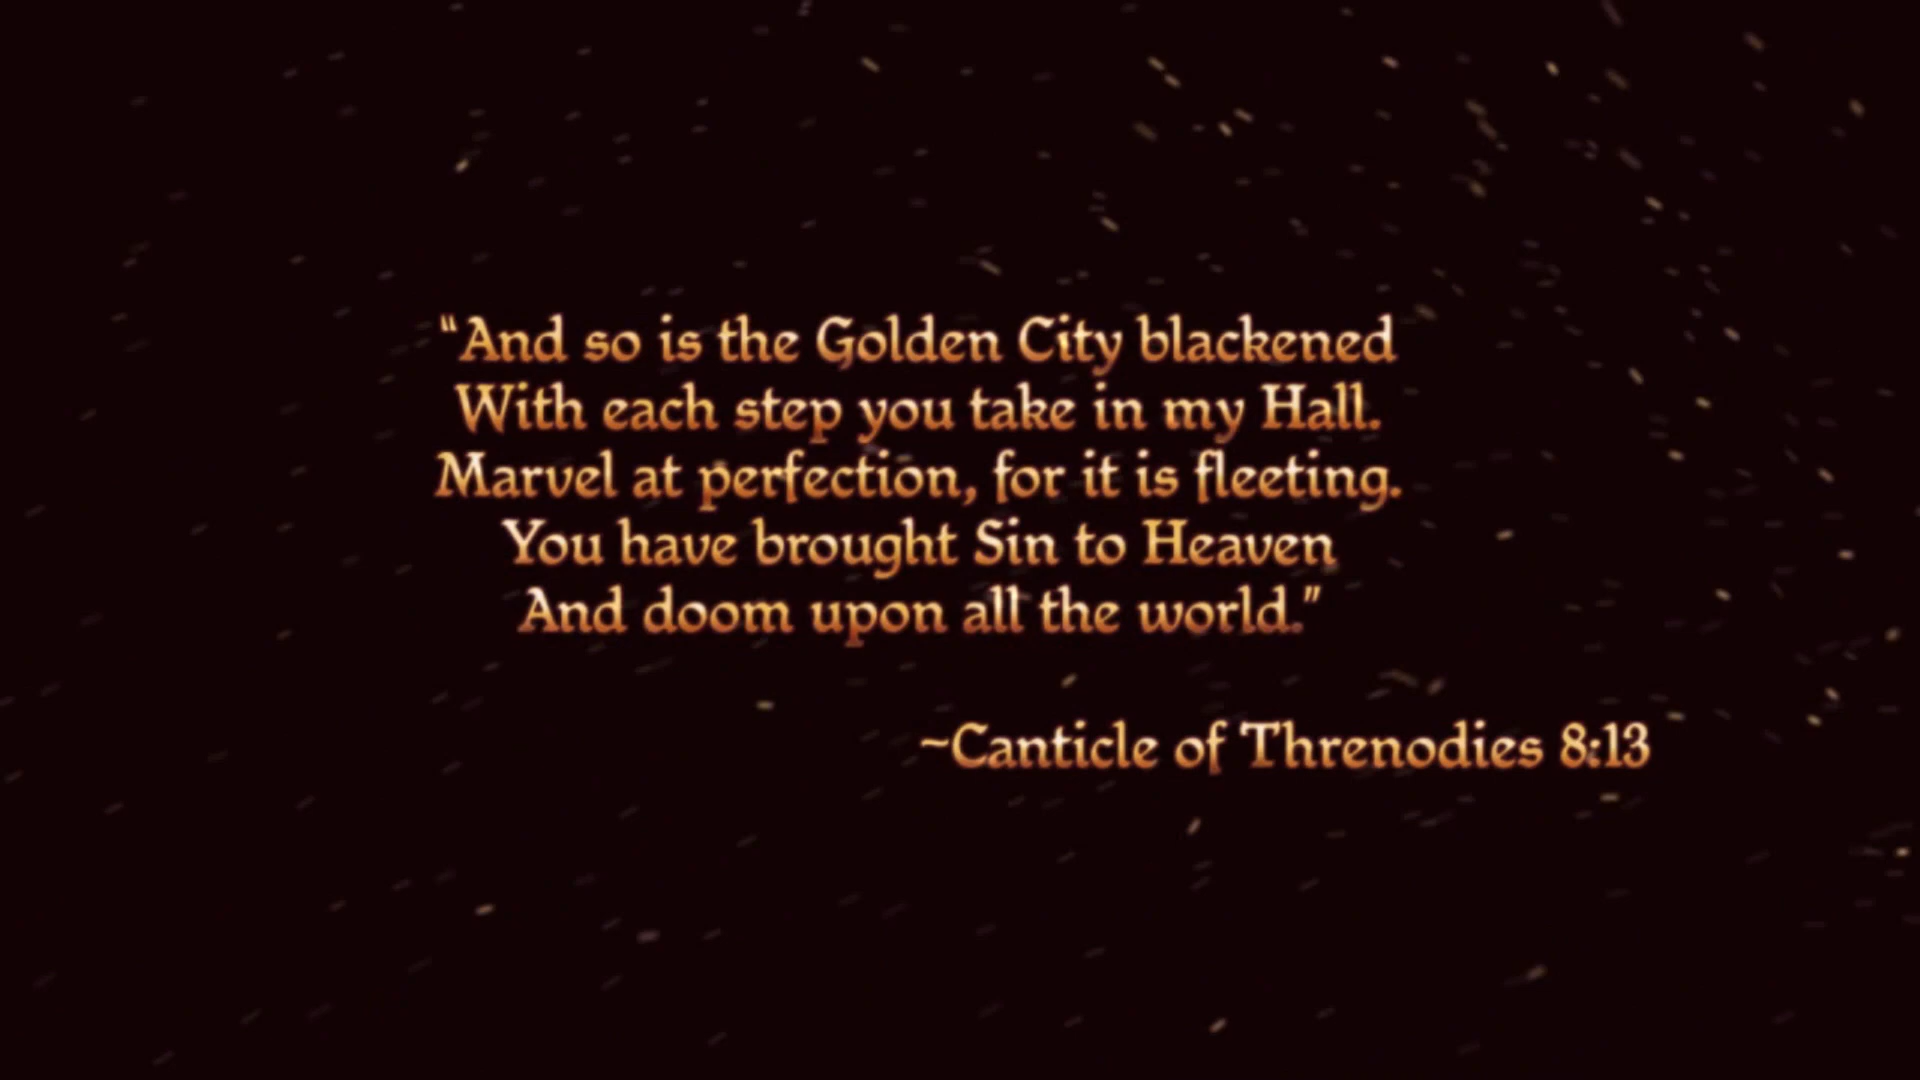 “And so is the Golden City blackened
With each step you take in my Hall.
Marvel at perfection, for it is fleeting.
You have brought Sin to Heaven
And doom upon all the world.”
~Canticle of Threnodies 8:13